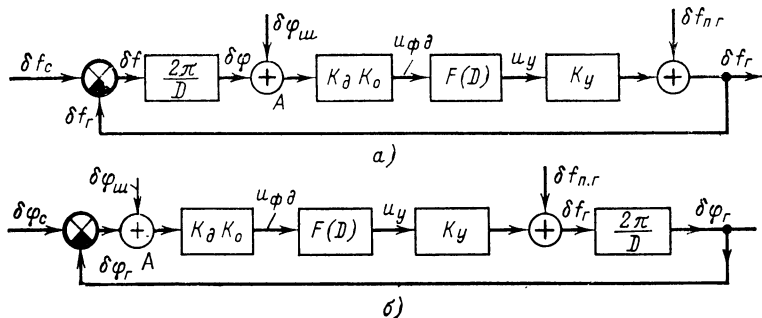 δφ_ш δf_п.г
δf_c δf 2π/D δφ + A K_д K_о u_фд F(D) u_у K_у + δf_г
δf_г
а)
δφ_ш u_фд δf_п.г
δφ_c + A K_д K_о F(D) u_у K_у + δf_г 2π/D δφ_г
δφ_г
б)